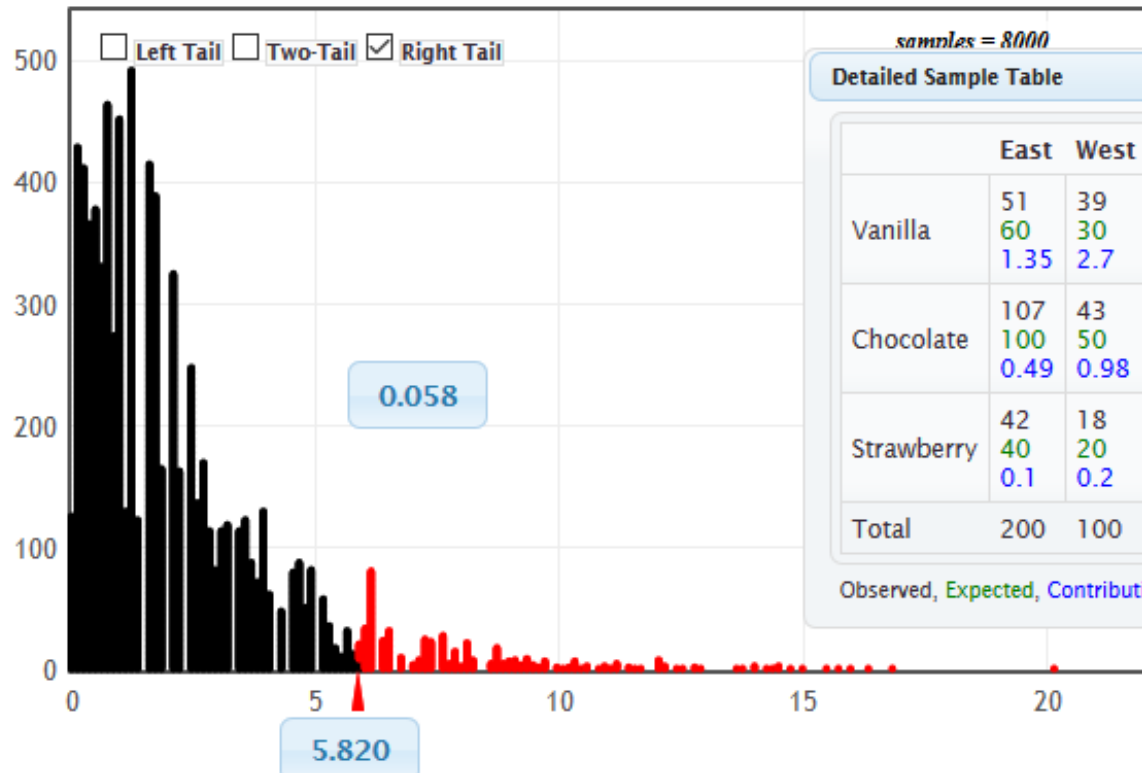 Left Tail Two-Tail Right Tail
samples = 8000
Detailed Sample Table
East West
Vanilla
51 39
60 30
1.35 2.7
Chocolate
107 43
100 50
0.49 0.98
Strawberry
42 18
40 20
0.1 0.2
Total 200 100
Observed, Expected, Contributi
500
400
300
200
100
0
0.058
0 5 10 15 20
5.820